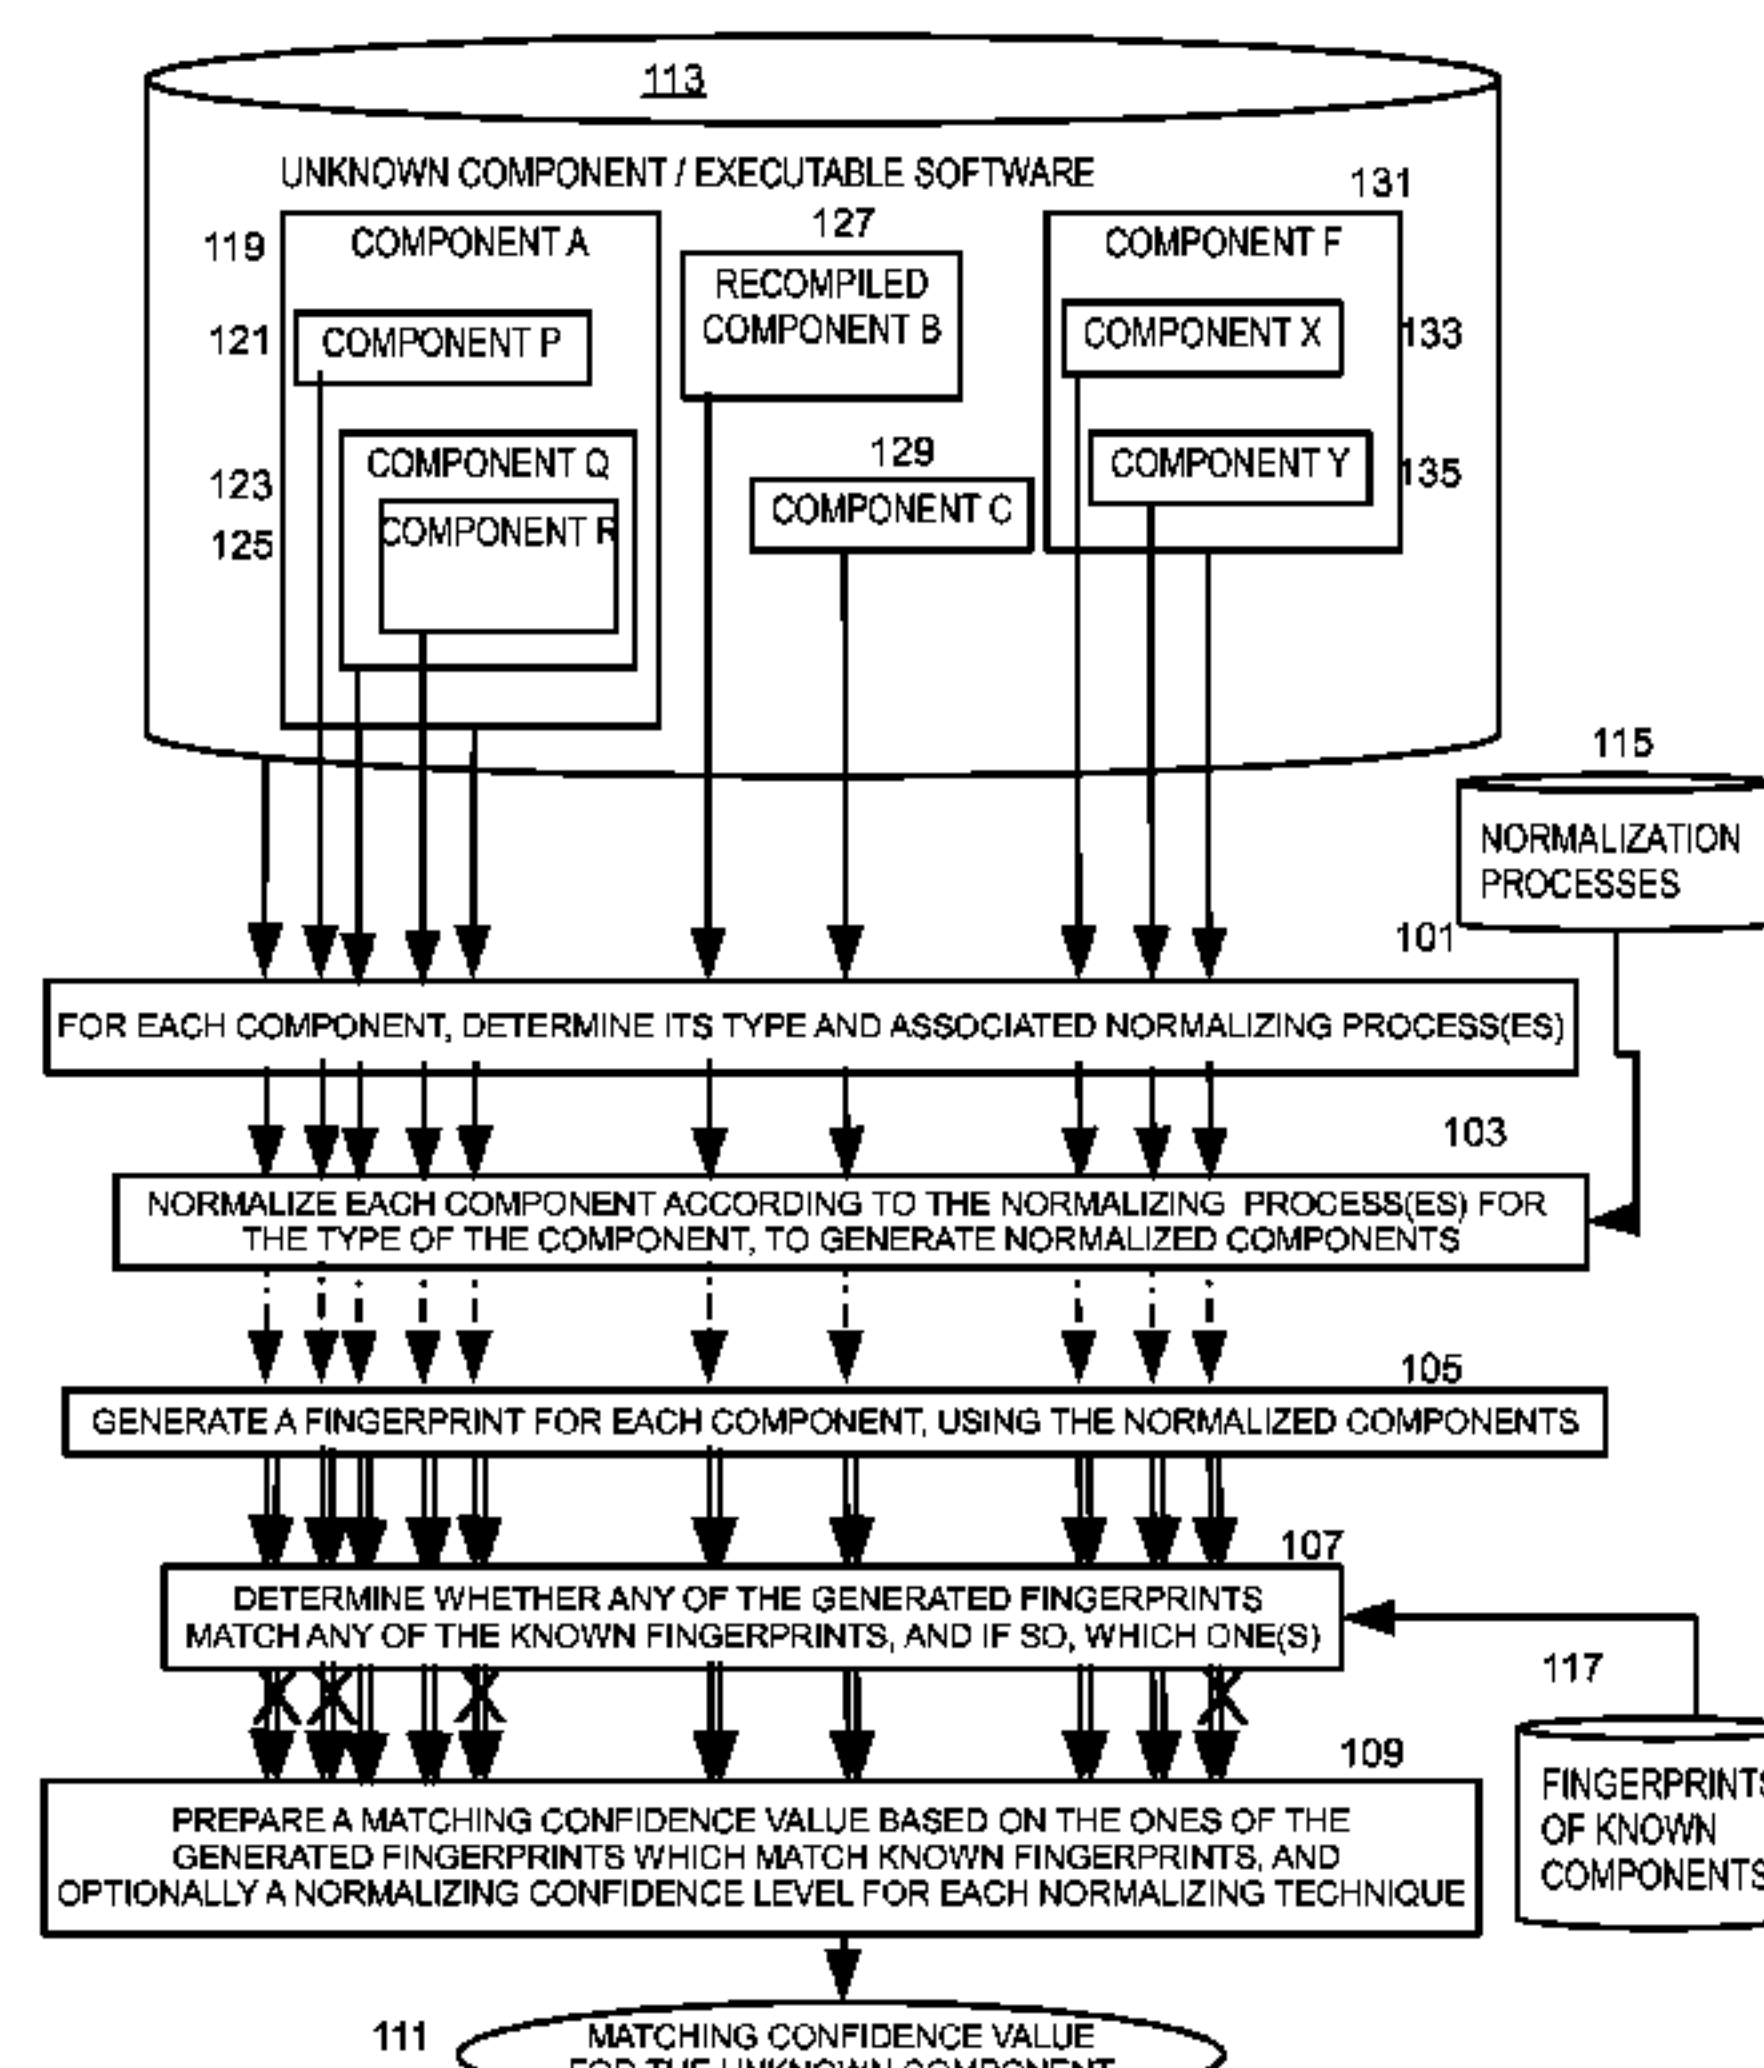 113
UNKNOWN COMPONENT / EXECUTABLE SOFTWARE
131
127
119
COMPONENT A
COMPONENT F
RECOMPILED
COMPONENT B
121
COMPONENT P
COMPONENT X
133
129
COMPONENT Q
COMPONENT Y
135
123
COMPONENT C
125
COMPONENT R
115
NORMALIZATION
PROCESSES
101
FOR EACH COMPONENT, DETERMINE ITS TYPE AND ASSOCIATED NORMALIZING PROCESS(ES)
103
NORMALIZE EACH COMPONENT ACCORDING TO THE NORMALIZING PROCESS(ES) FOR
THE TYPE OF THE COMPONENT, TO GENERATE NORMALIZED COMPONENTS
105
GENERATE A FINGERPRINT FOR EACH COMPONENT, USING THE NORMALIZED COMPONENTS
107
DETERMINE WHETHER ANY OF THE GENERATED FINGERPRINTS
MATCH ANY OF THE KNOWN FINGERPRINTS, AND IF SO, WHICH ONE(S)
117
X X X X
109
FINGERPRINTS
OF KNOWN
COMPONENTS
PREPARE A MATCHING CONFIDENCE VALUE BASED ON THE ONES OF THE
GENERATED FINGERPRINTS WHICH MATCH KNOWN FINGERPRINTS, AND
OPTIONALLY A NORMALIZING CONFIDENCE LEVEL FOR EACH NORMALIZING TECHNIQUE
111
MATCHING CONFIDENCE VALUE
FOR THE UNKNOWN COMPONENT